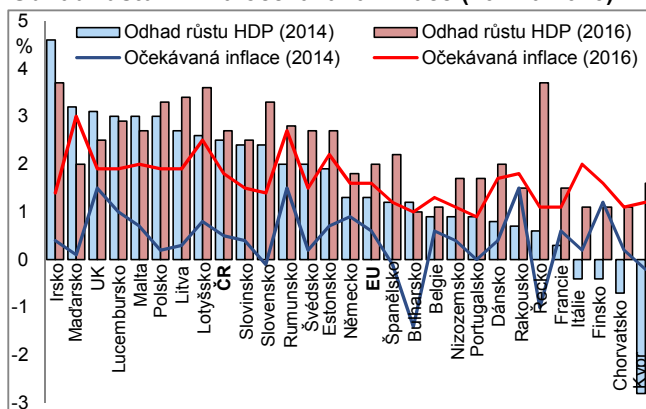 5
%
4
3
2
1
0
-1
-2
-3
Odhad růstu HDP (2014)
Odhad růstu HDP (2016)
Očekávaná inflace (2014)
Očekávaná inflace (2016)
Irsko
Maďarsko
UK
Lucembursko
Malta
Polsko
Litva
Lotyšsko
ČR
Slovinsko
Slovensko
Rumunsko
Švédsko
Estonsko
Německo
EU
Španělsko
Bulharsko
Belgie
Nizozemsko
Portugalsko
Dánsko
Rakousko
Řecko
Francie
Itálie
Finsko
Chorvatsko